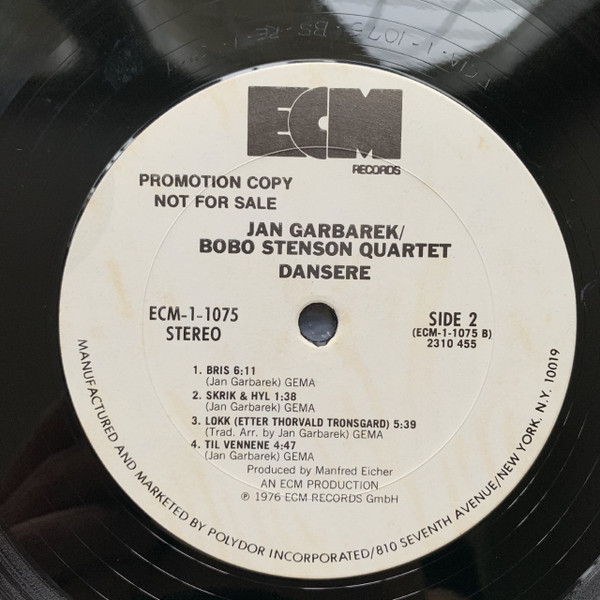 ECM
RECORDS
PROMOTION COPY
NOT FOR SALE
JAN GARBAREK/
BOBO STENSON QUARTET
DANSERE
ECM-1-1075
STEREO
SIDE 2
(ECM-1-1075 B)
2310 455
1. BRIS 6:11
(Jan Garbarek) GEMA
2. SKRIK & HYL 1:38
(Jan Garbarek) GEMA
3. LOKK (ETTER THORVALD TRONSGARD) 5:39
(Trad. Arr. by Jan Garbarek) GEMA
4. TIL VENNENE 4:47
(Jan Garbarek) GEMA
Produced by Manfred Eicher
AN ECM PRODUCTION
℗ 1976 ECM RECORDS GmbH
MANUFACTURED AND MARKETED BY POLYDOR INCORPORATED/810 SEVENTH AVENUE/NEW YORK, N.Y. 10019